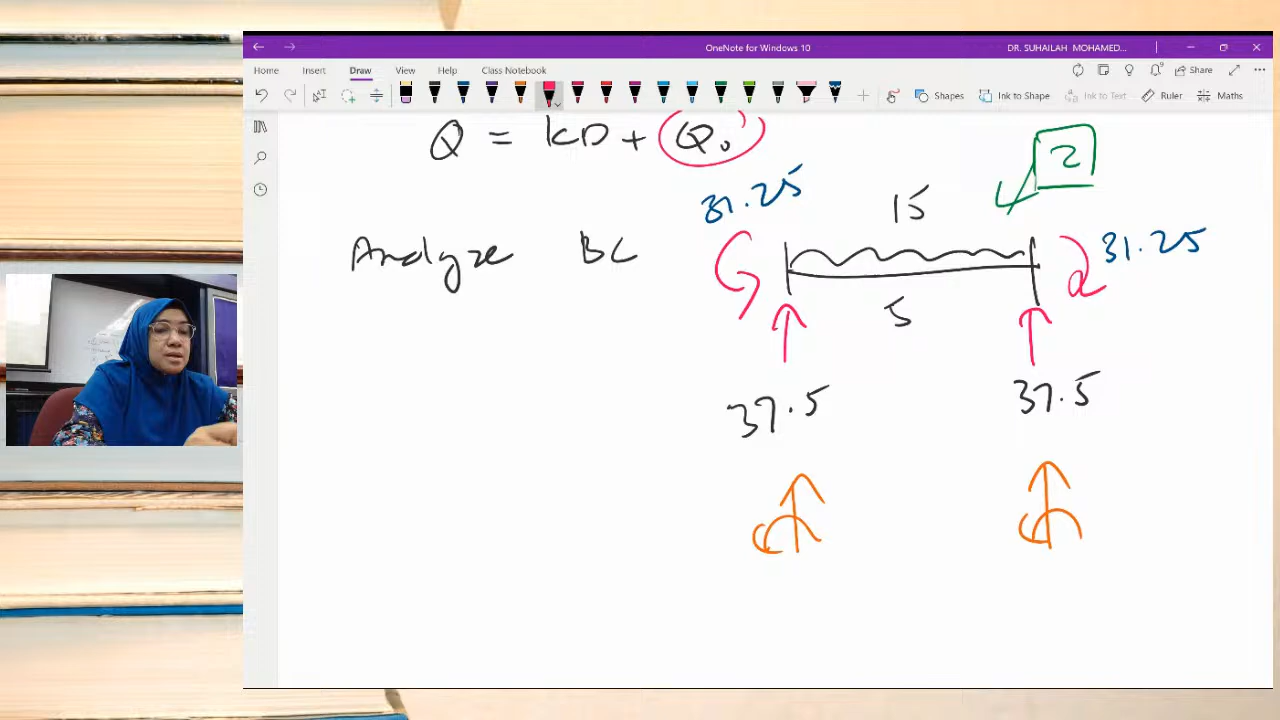 OneNote for Windows 10
DR. SUHAILAH MOHAMED...
Home Insert Draw View Help Class Notebook
Share
Shapes Ink to Shape Ink to Text Ruler Maths
Q = kD + Q₀
2
31.25
15
Analyze BC
31.25
5
37.5
37.5